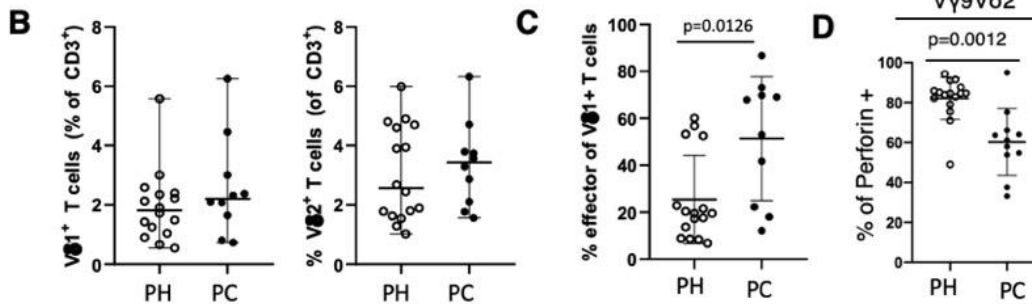 B
8
6
4
2
0
Vδ1⁺ T cells (% of CD3⁺)
PH PC
8
6
4
2
0
% Vδ2⁺ T cells (of CD3⁺)
PH PC
C
p=0.0126
100
80
60
40
20
0
% effector of Vδ1+ T cells
PH PC
D
Vγ9Vδ2
p=0.0012
100
80
60
40
20
0
% of Perforin +
PH PC